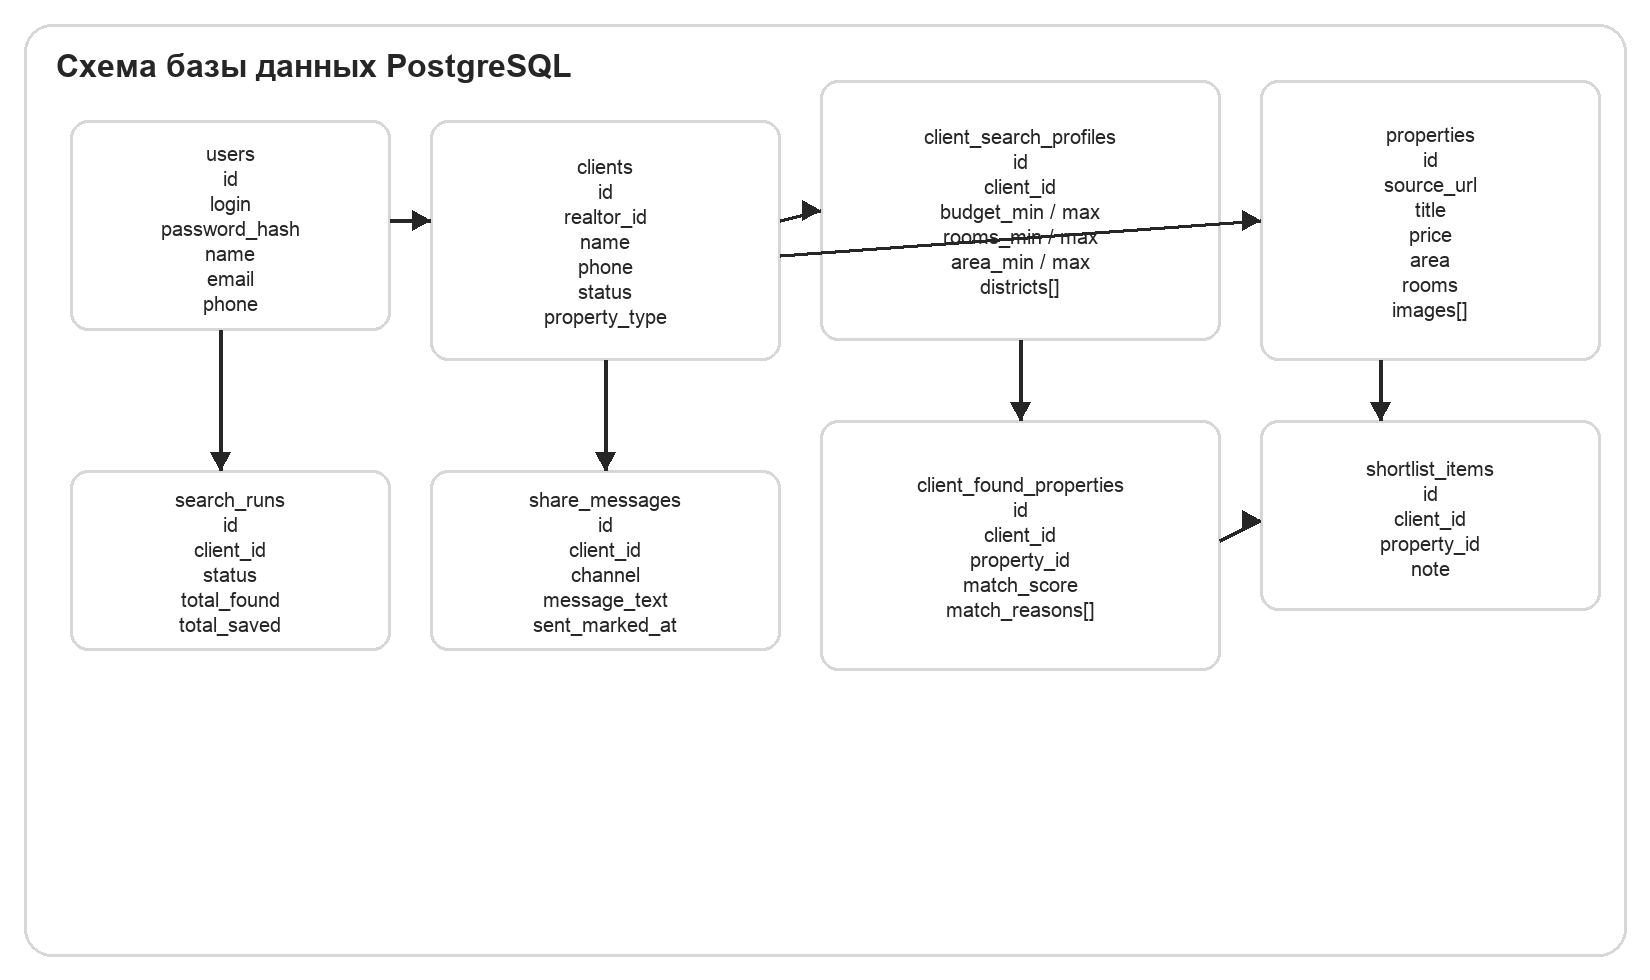 Схема базы данных PostgreSQL
users
id
login
password_hash
name
email
phone
clients
id
realtor_id
name
phone
status
property_type
client_search_profiles
id
client_id
budget_min / max
rooms_min / max
area_min / max
districts[]
properties
id
source_url
title
price
area
rooms
images[]
search_runs
id
client_id
status
total_found
total_saved
share_messages
id
client_id
channel
message_text
sent_marked_at
client_found_properties
id
client_id
property_id
match_score
match_reasons[]
shortlist_items
id
client_id
property_id
note